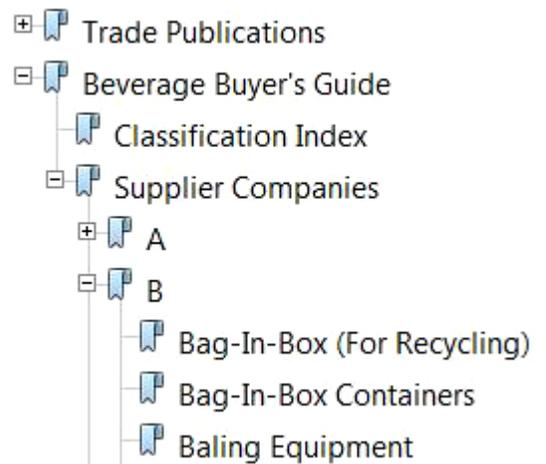 Trade Publications
Beverage Buyer's Guide
Classification Index
Supplier Companies
A
B
Bag-In-Box (For Recycling)
Bag-In-Box Containers
Baling Equipment